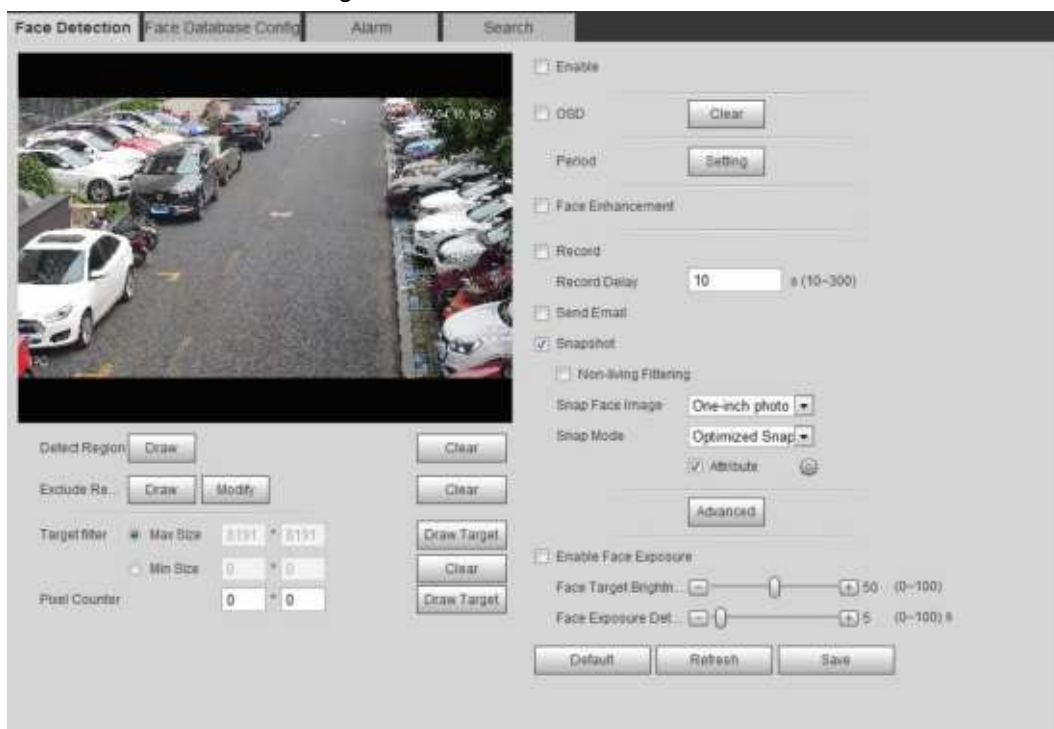 Face Detection Face Database Config Alarm Search
Enable
OSD Clear
Period Setting
Face Enhancement
Record
Record Delay 10 s (10~300)
Send Email
Snapshot
Non-living Filtering
Snap Face Image One-inch photo
Snap Mode Optimized Snap
Attribute
Advanced
Enable Face Exposure
Face Target Brightn... 50 (0~100)
Face Exposure Det... 5 (0~100) s
Default Refresh Save
Detect Region Draw Clear
Exclude Re... Draw Modify Clear
Target filter Max Size 8191 * 8191 Draw Target
Min Size 0 * 0 Clear
Pixel Counter 0 * 0 Draw Target